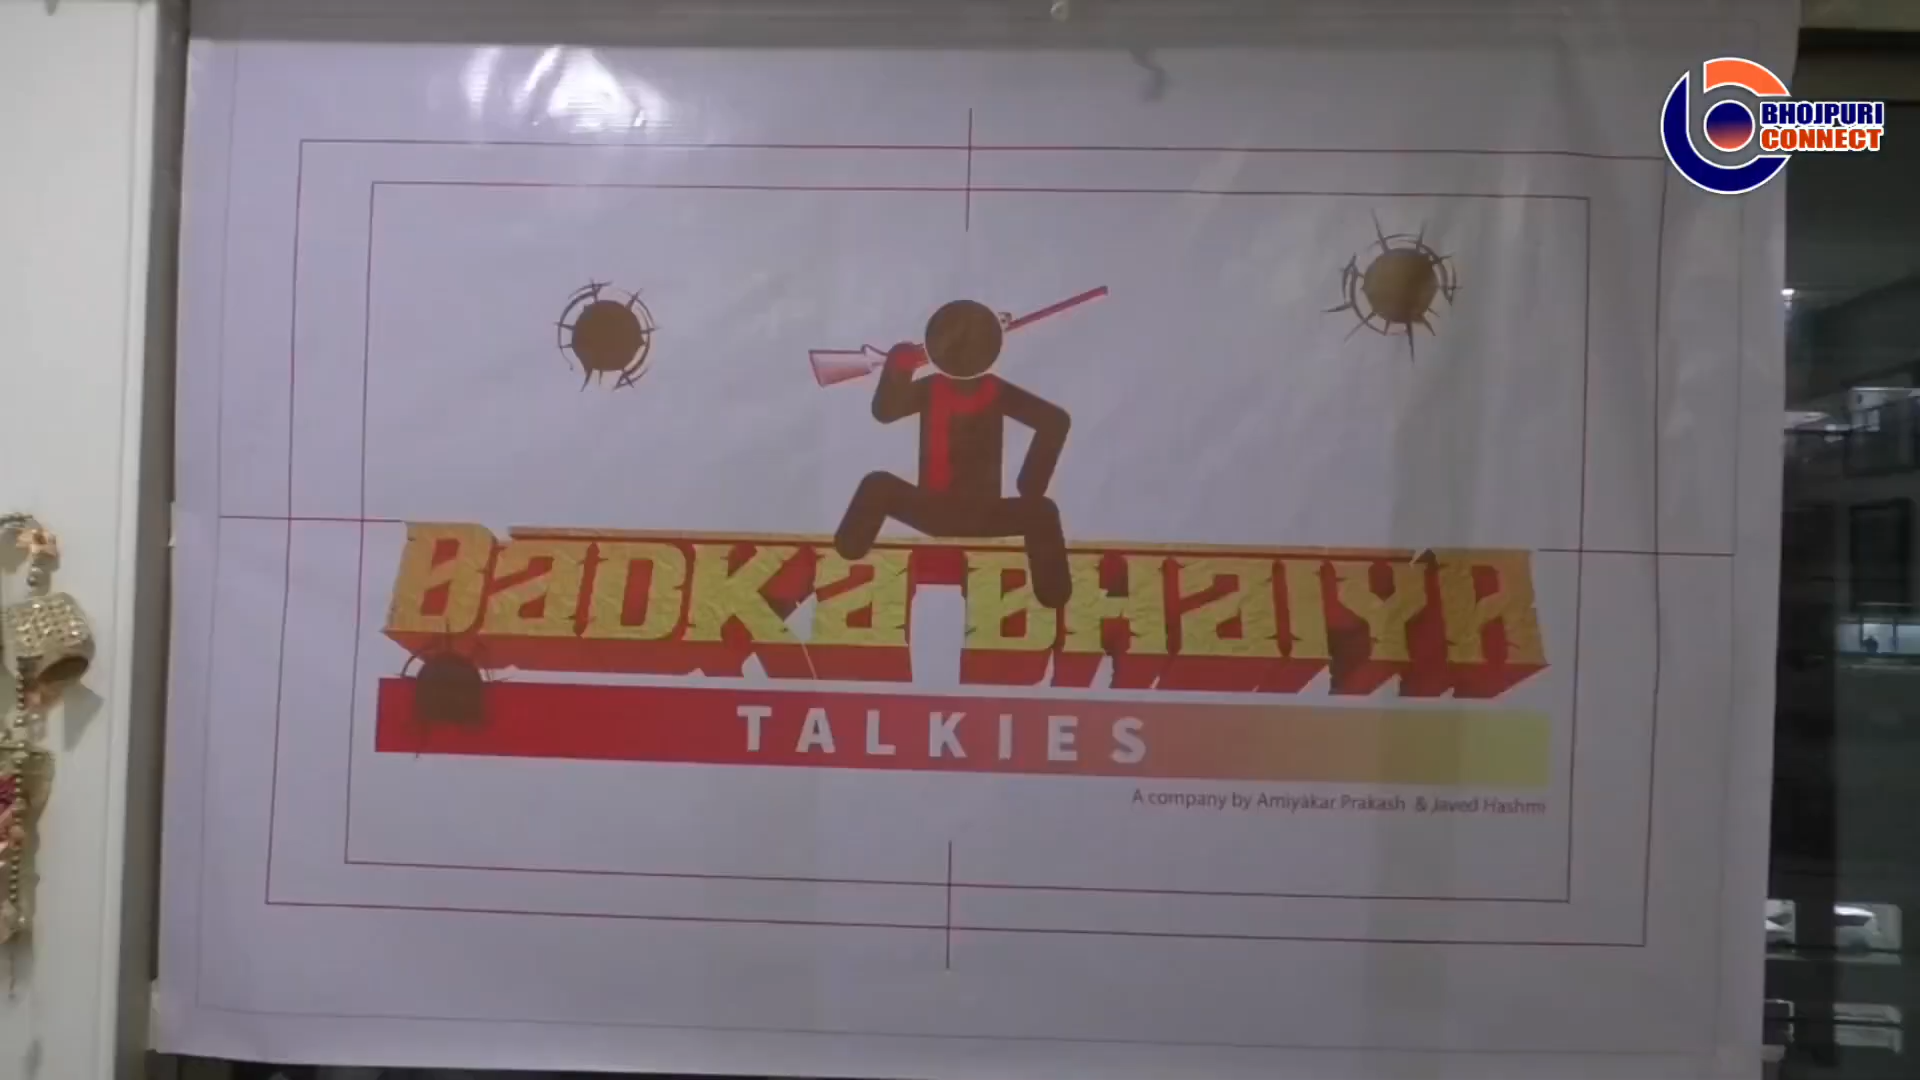 BHOJPURI
CONNECT
BADKA BHAIYA
TALKIES
A company by Amiyakar Prakash & Javed Hashmi